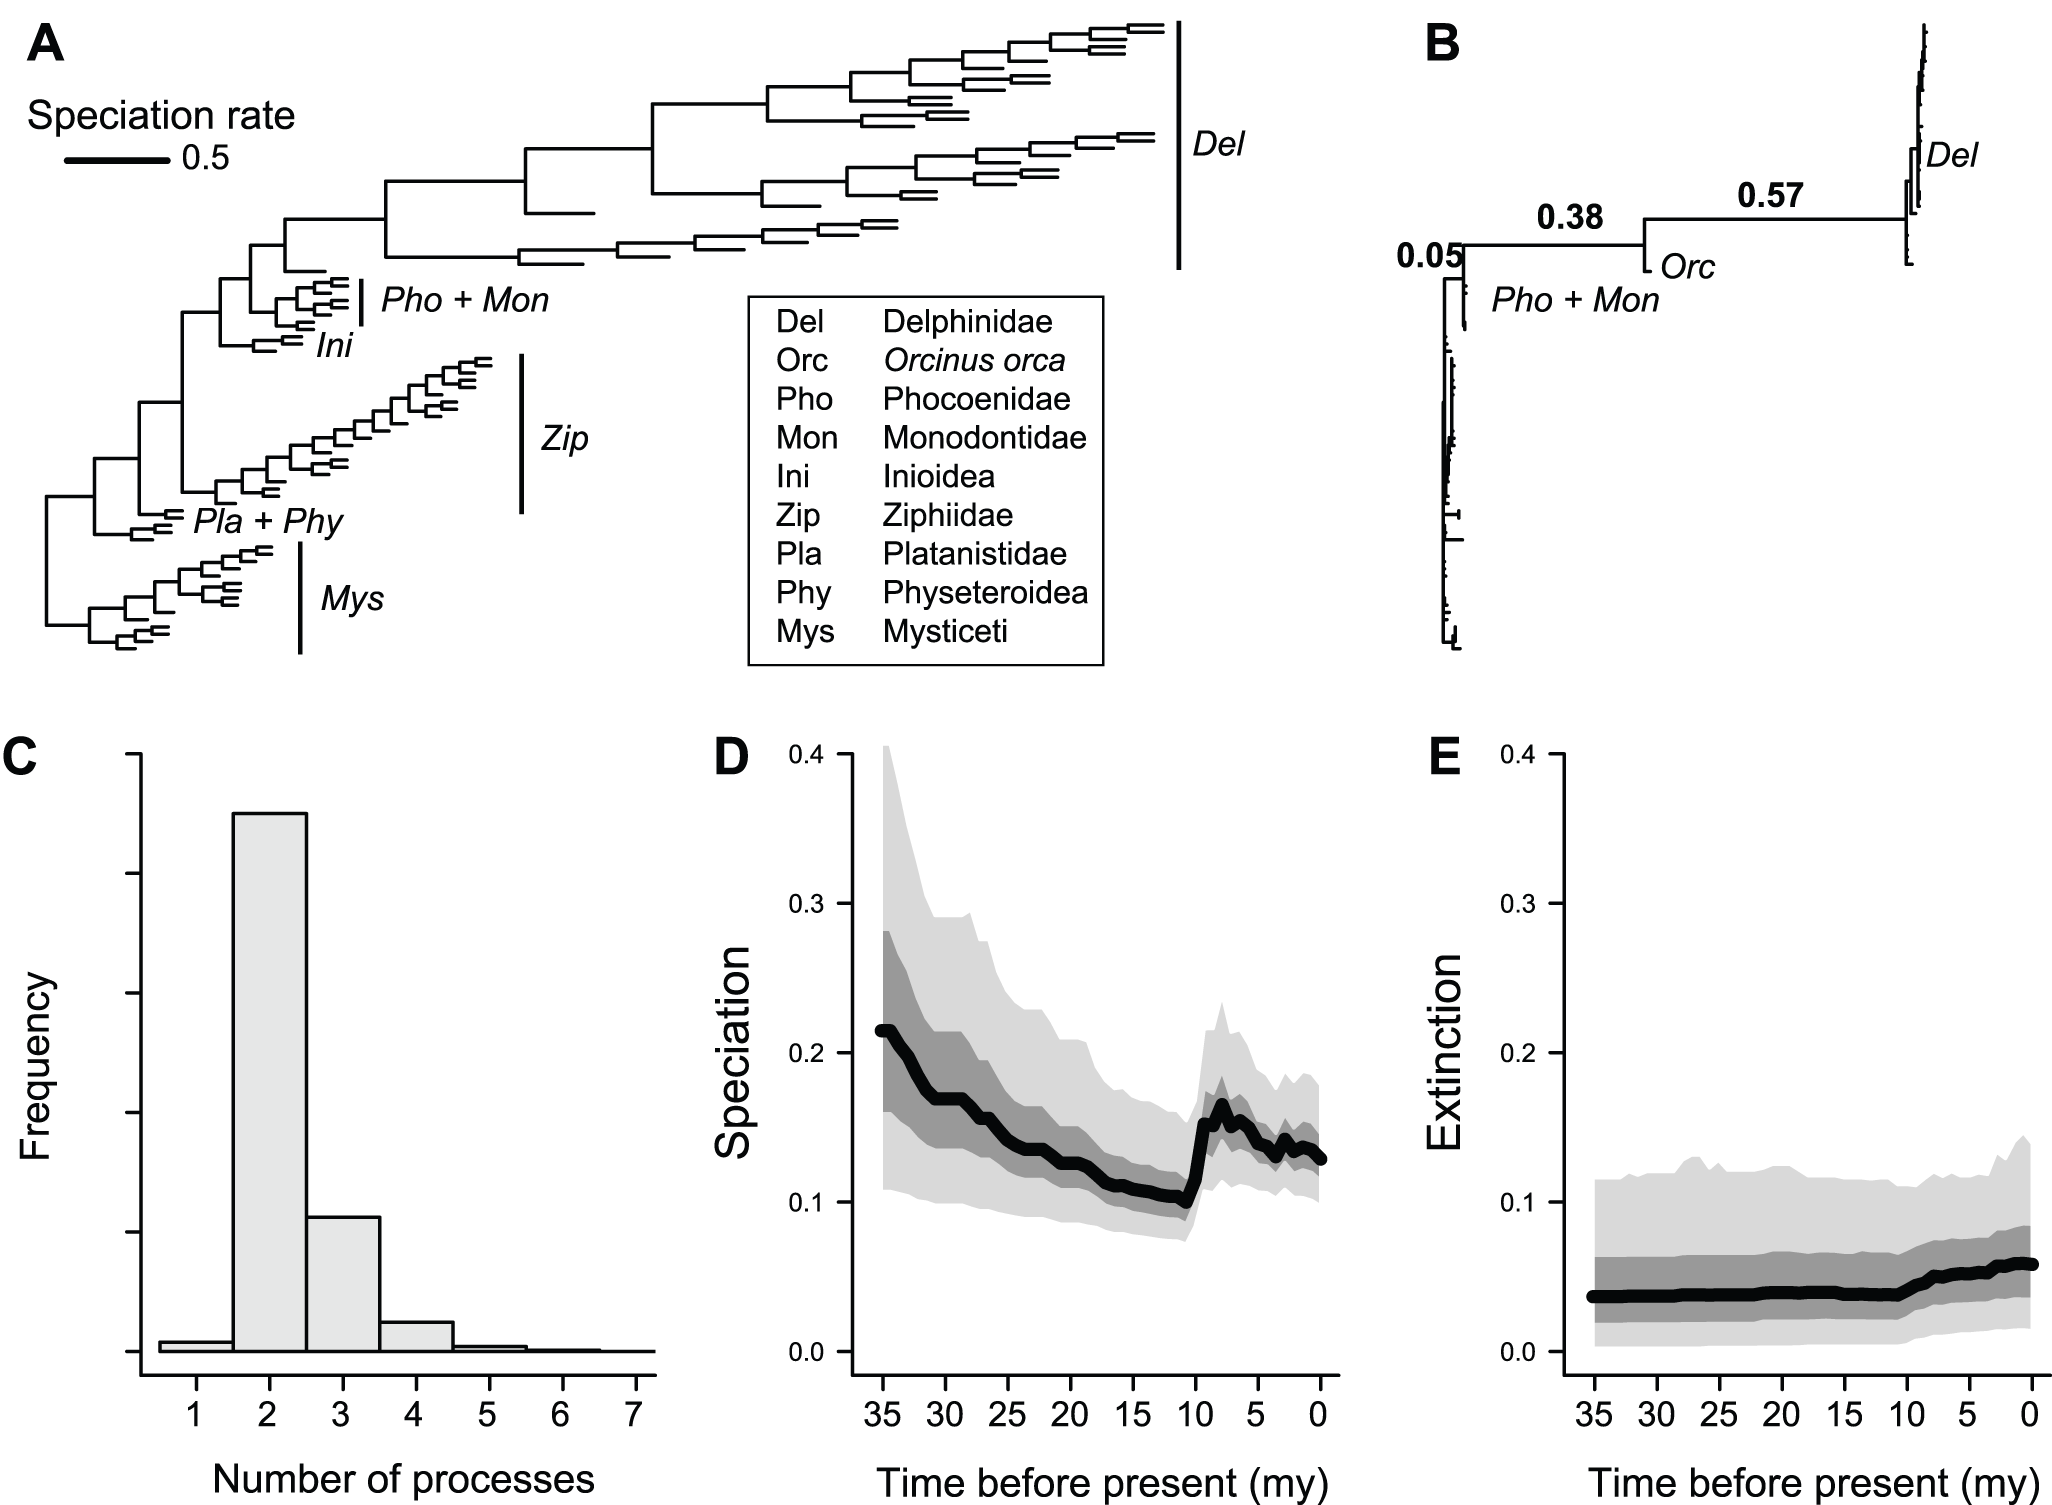 A
Speciation rate
0.5
Del
Pho + Mon
Ini
Zip
Pla + Phy
Mys
Del Delphinidae
Orc Orcinus orca
Pho Phocoenidae
Mon Monodontidae
Ini Inioidea
Zip Ziphiidae
Pla Platanistidae
Phy Physeteroidea
Mys Mysticeti
B
Del
0.57
0.38
0.05
Orc
Pho + Mon
C
Frequency
1 2 3 4 5 6 7
Number of processes
D
Speciation
0.4
0.3
0.2
0.1
0.0
35 30 25 20 15 10 5 0
Time before present (my)
E
Extinction
0.4
0.3
0.2
0.1
0.0
35 30 25 20 15 10 5 0
Time before present (my)